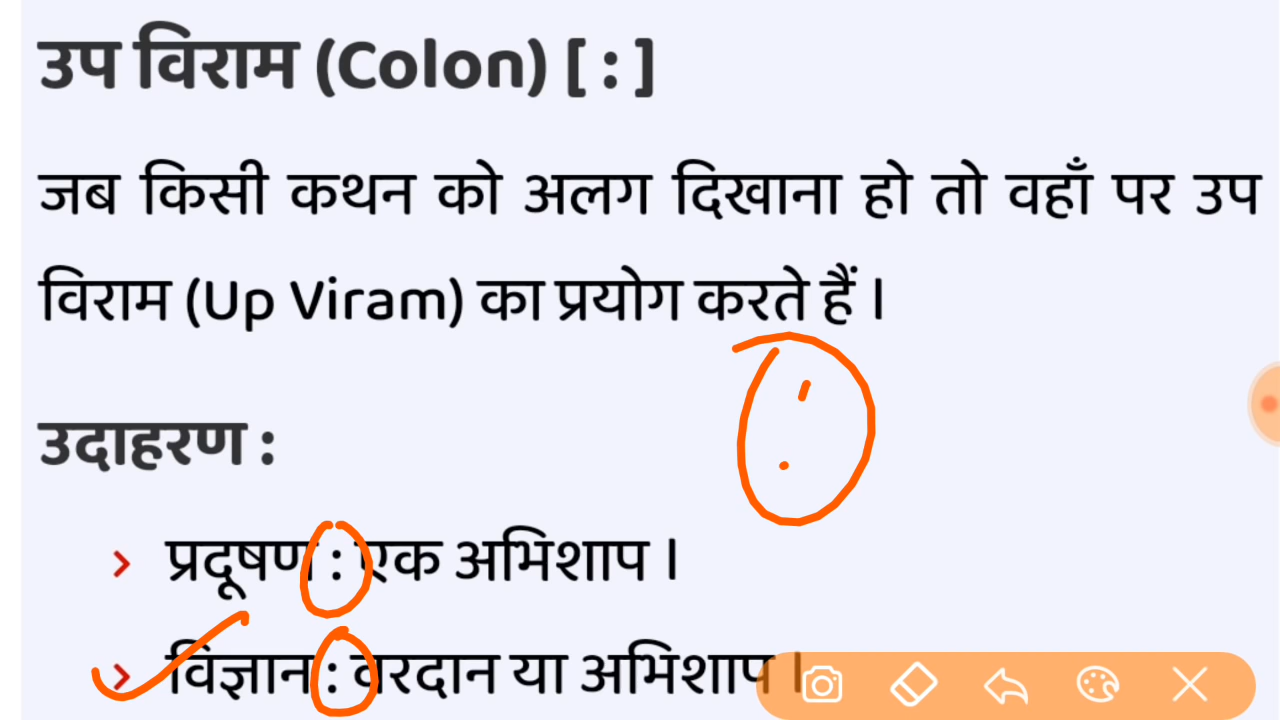 उप विराम (Colon) [ : ]
जब किसी कथन को अलग दिखाना हो तो वहाँ पर उप
विराम (Up Viram) का प्रयोग करते हैं ।
:
उदाहरण :
प्रदूषण : एक अभिशाप ।
विज्ञान : वरदान या अभिशाप ।